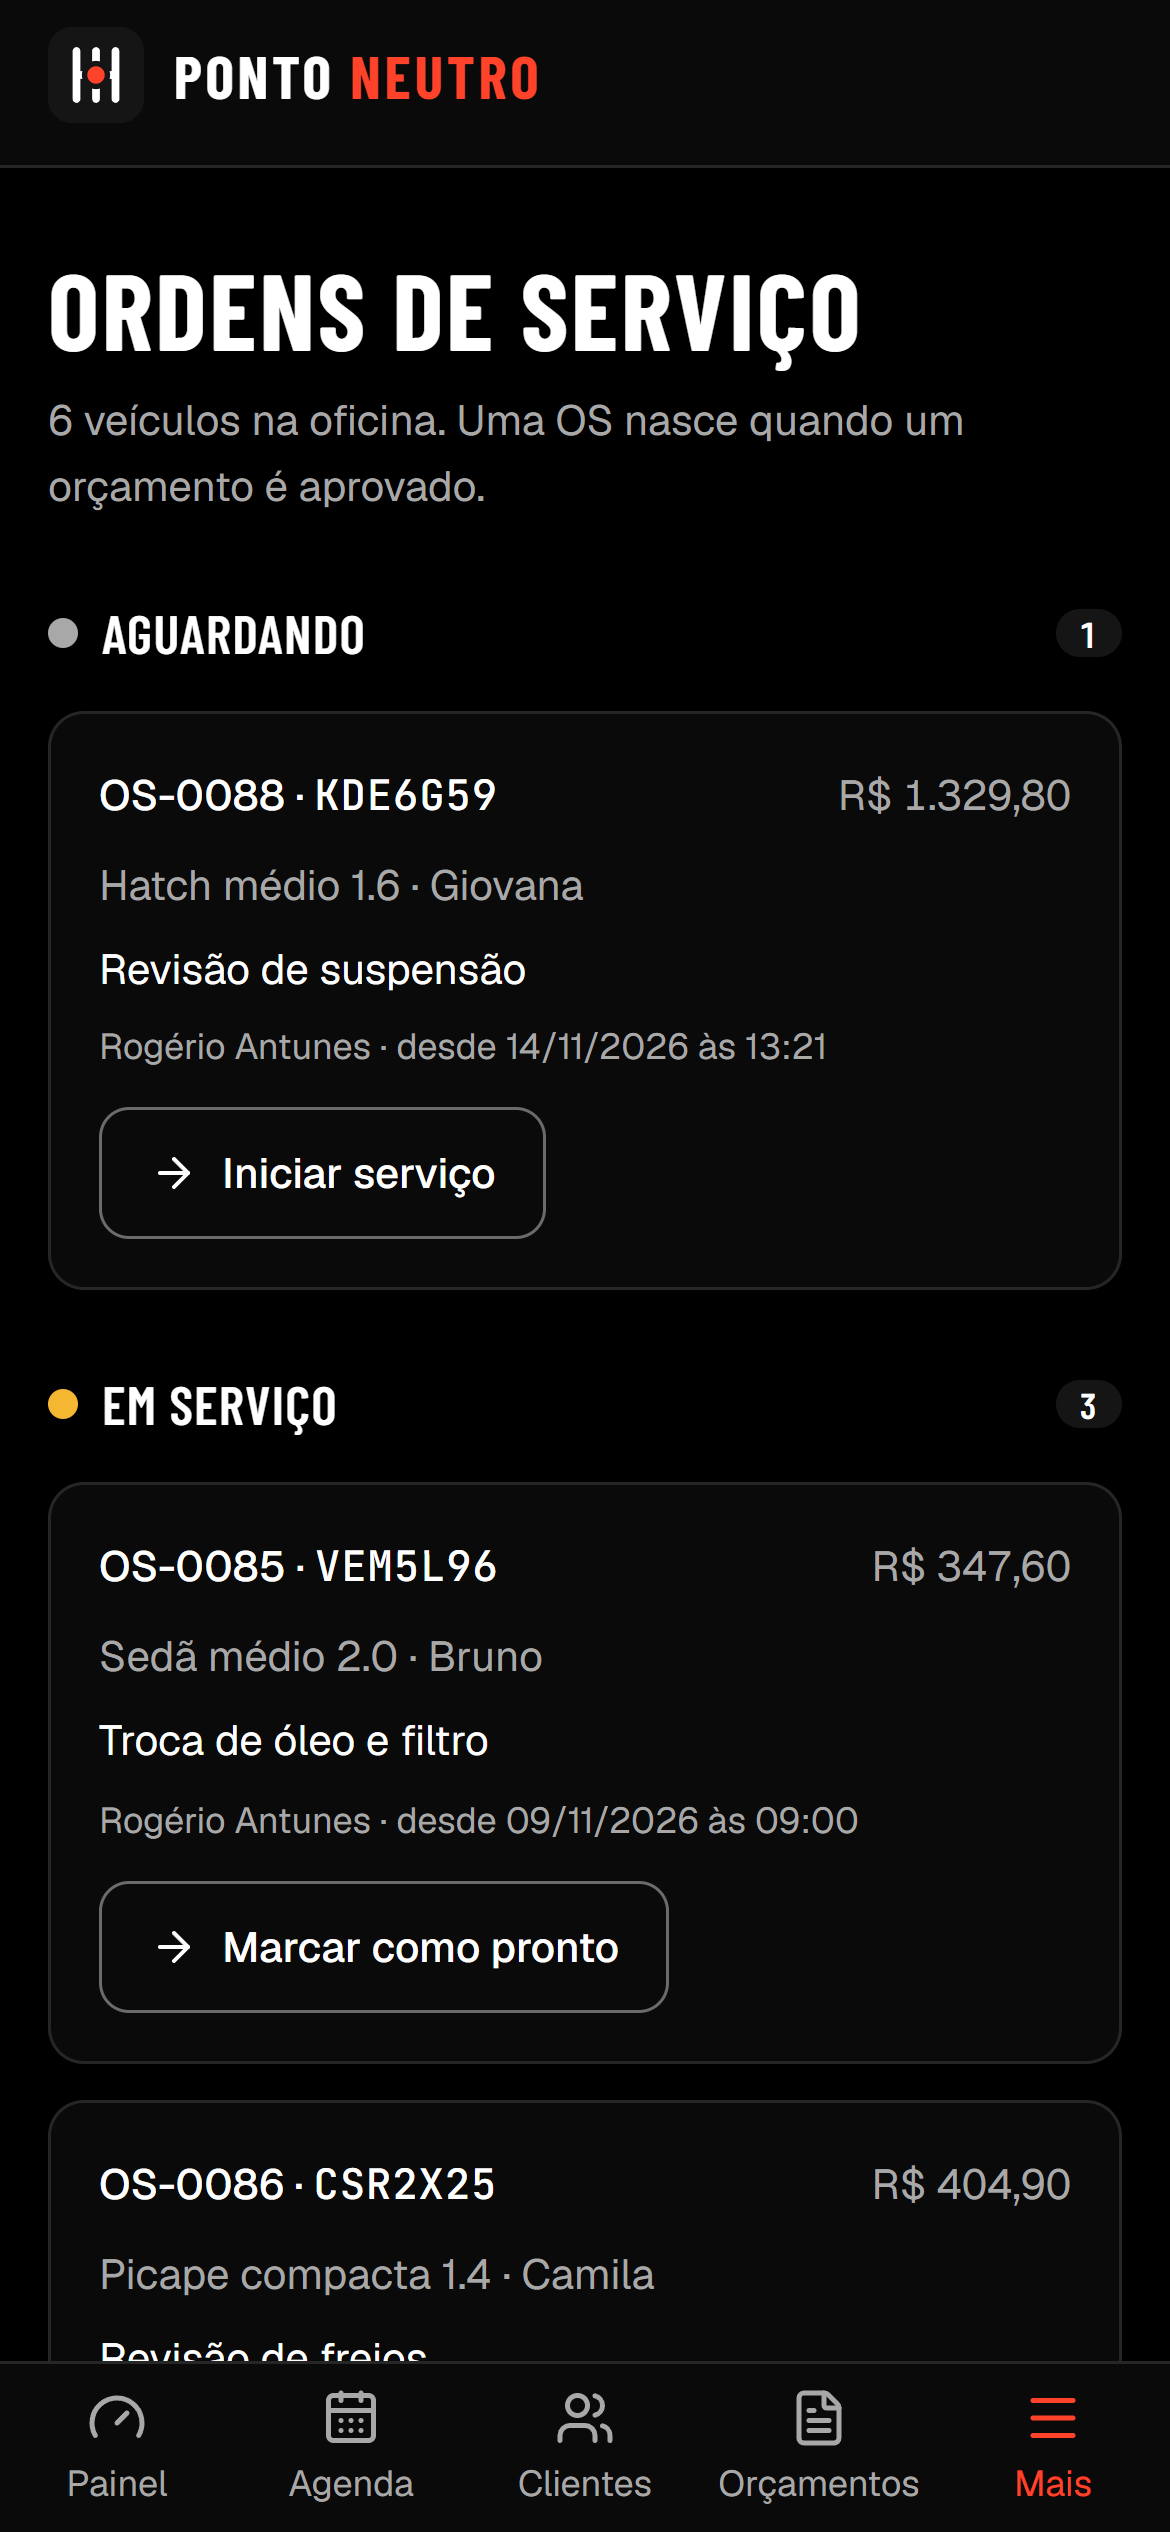 PONTO NEUTRO
ORDENS DE SERVIÇO
6 veículos na oficina. Uma OS nasce quando um
orçamento é aprovado.
AGUARDANDO
1
OS-0088 · KDE6G59
R$ 1.329,80
Hatch médio 1.6 · Giovana
Revisão de suspensão
Rogério Antunes · desde 14/11/2026 às 13:21
Iniciar serviço
EM SERVIÇO
3
OS-0085 · VEM5L96
R$ 347,60
Sedã médio 2.0 · Bruno
Troca de óleo e filtro
Rogério Antunes · desde 09/11/2026 às 09:00
Marcar como pronto
OS-0086 · CSR2X25
R$ 404,90
Picape compacta 1.4 · Camila
Revisão de freios
Painel
Agenda
Clientes
Orçamentos
Mais